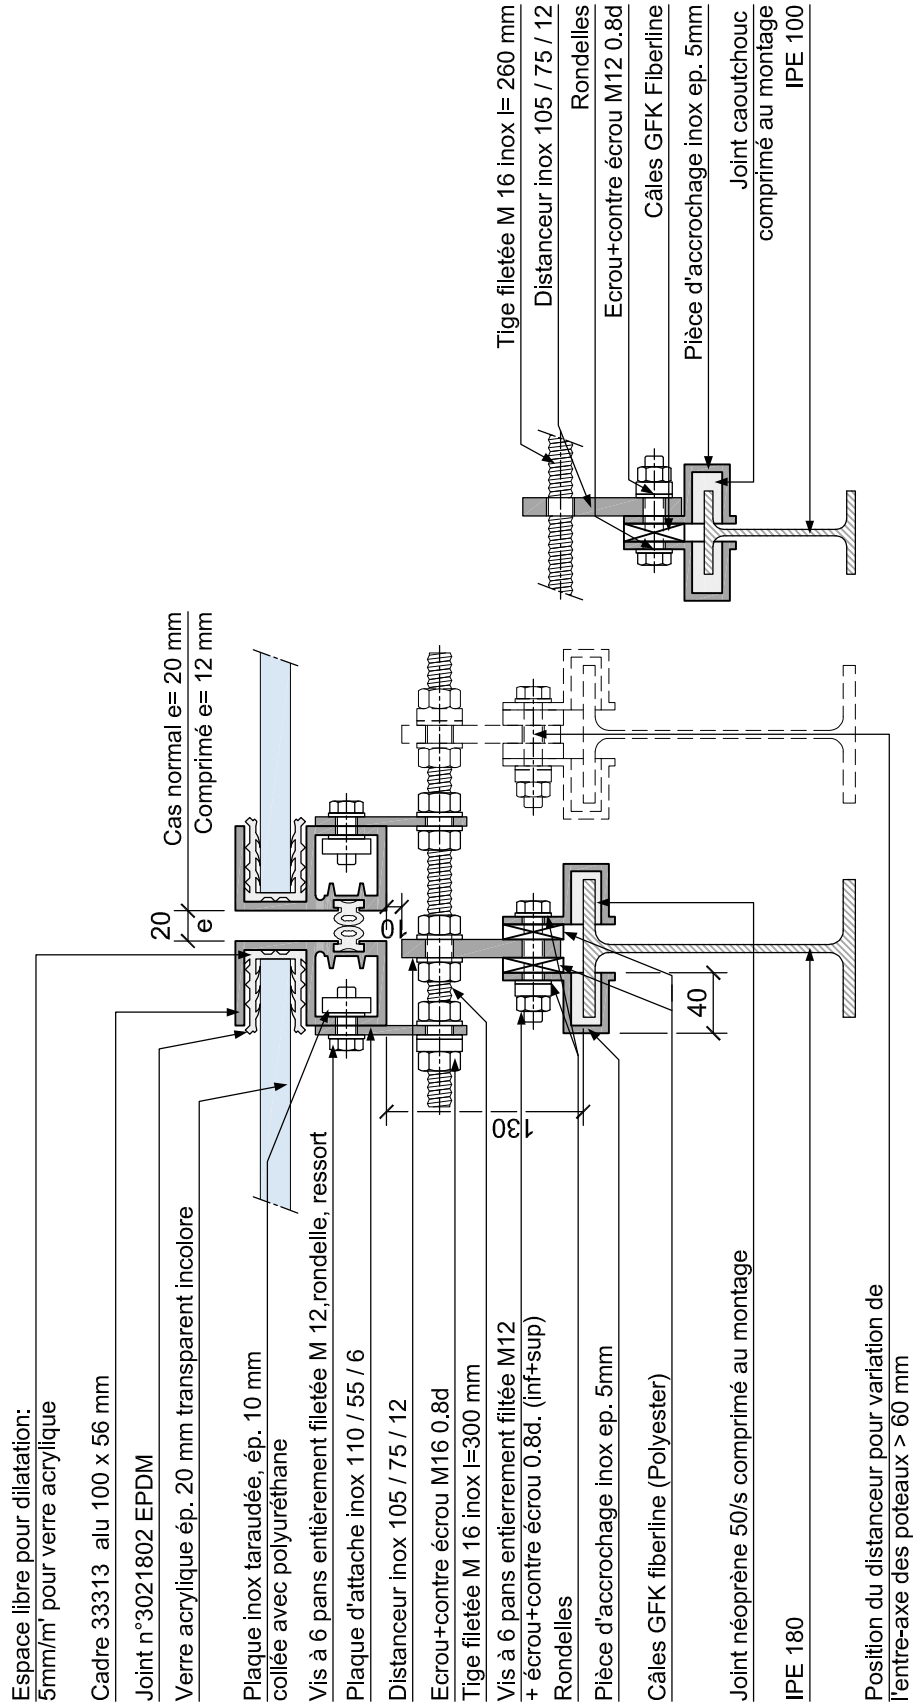 Espace libre pour dilatation:
5mm/m' pour verre acrylique
Cadre 33313 alu 100 x 56 mm
Joint n°3021802 EPDM
Verre acrylique ép. 20 mm transparent incolore
Plaque inox taraudée, ép. 10 mm
collée avec polyuréthane
Vis à 6 pans entièrement filetée M 12,rondelle, ressort
Plaque d'attache inox 110 / 55 / 6
Distanceur inox 105 / 75 / 12
Ecrou+contre écrou M16 0.8d
Tige filetée M 16 inox l=300 mm
Vis à 6 pans entierrement filtée M12
+ écrou+contre écrou 0.8d. (inf+sup)
Rondelles
Pièce d'accrochage inox ep. 5mm
Câles GFK fiberline (Polyester)
Joint néoprène 50/s comprimé au montage
IPE 180
Position du distanceur pour variation de
l'entre-axe des poteaux > 60 mm
20
e
Cas normal e= 20 mm
Comprimé e= 12 mm
10
130
40
Tige filetée M 16 inox l= 260 mm
Distanceur inox 105 / 75 / 12
Rondelles
Ecrou+contre écrou M12 0.8d
Câles GFK Fiberline
Pièce d'accrochage inox ep. 5mm
Joint caoutchouc
comprimé au montage
IPE 100